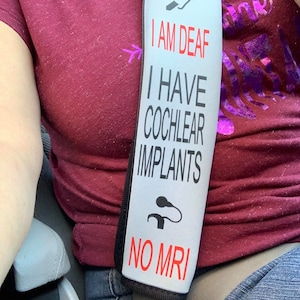 I AM DEAF
I HAVE
COCHLEAR
IMPLANTS
NO MRI